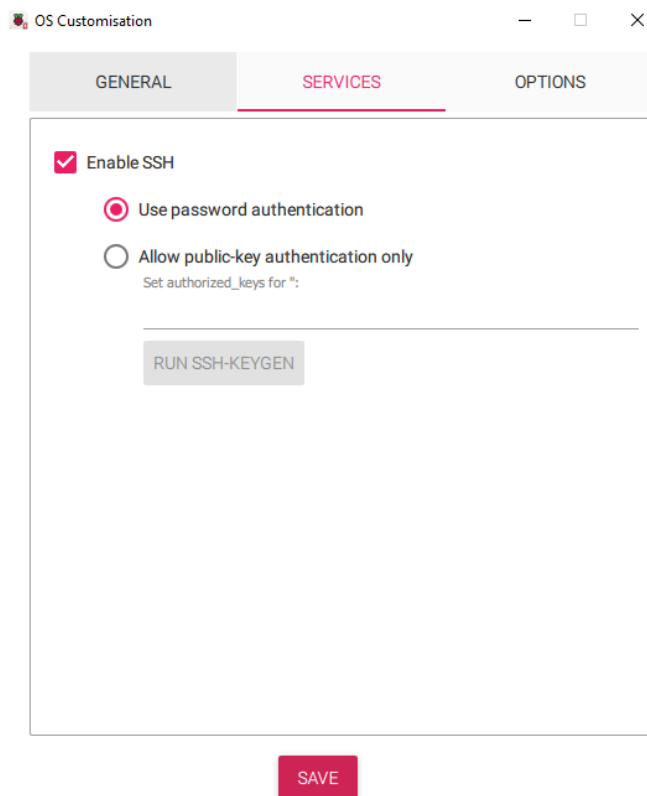 OS Customisation
GENERAL
SERVICES
OPTIONS
Enable SSH
Use password authentication
Allow public-key authentication only
Set authorized_keys for '':
RUN SSH-KEYGEN
SAVE